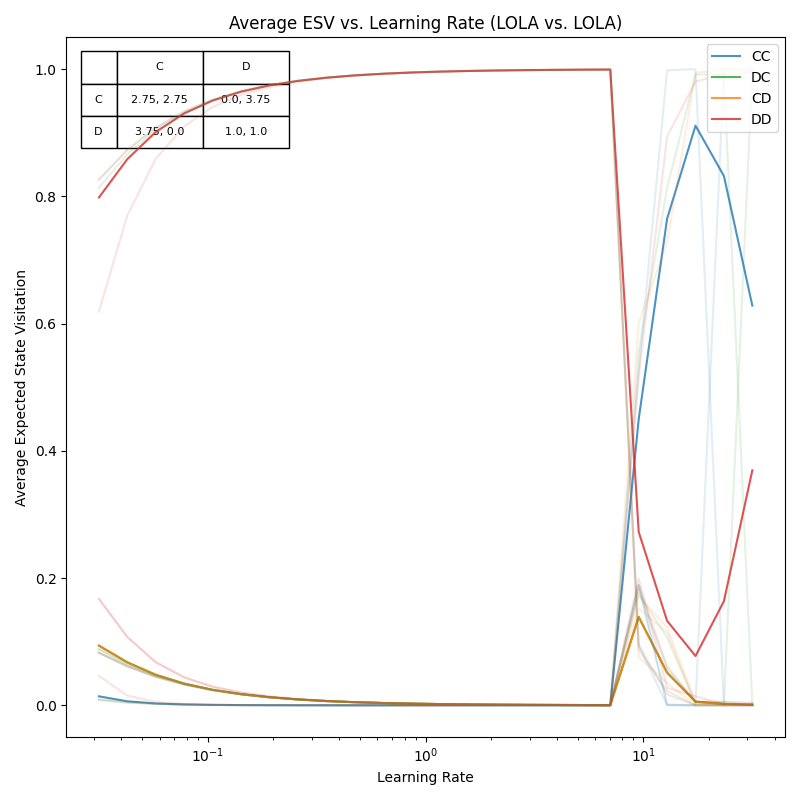 Average ESV vs. Learning Rate (LOLA vs. LOLA)
C D
C 2.75, 2.75 0.0, 3.75
D 3.75, 0.0 1.0, 1.0
CC
DC
CD
DD
1.0
0.8
0.6
0.4
0.2
0.0
Average Expected State Visitation
10⁻¹ 10⁰ 10¹
Learning Rate